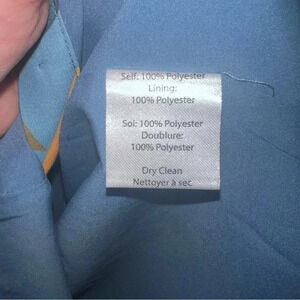 Self: 100% Polyester
Lining:
100% Polyester
Soi: 100% Polyester
Doublure:
100% Polyester
Dry Clean
Nettoyer à sec